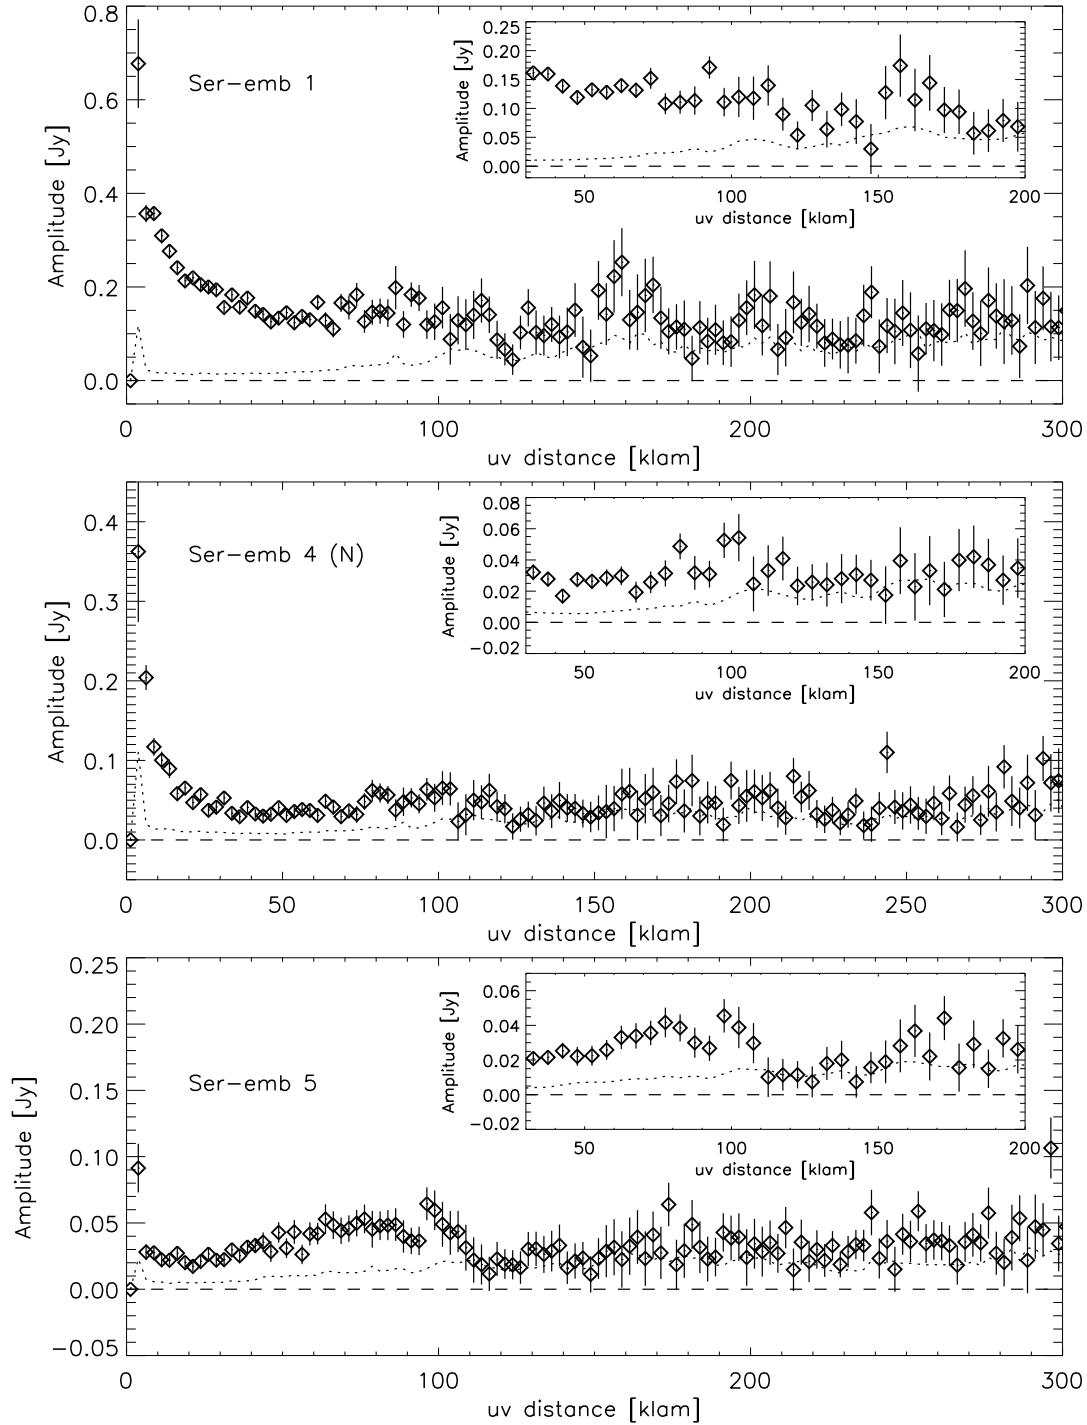 0.8
0.6
0.4
0.2
0.0
Amplitude [Jy]
Ser-emb 1
0 100 200 300
uv distance [klam]
0.25
0.20
0.15
0.10
0.05
0.00
Amplitude [Jy]
50 100 150 200
uv distance [klam]
0.4
0.3
0.2
0.1
0.0
Amplitude [Jy]
Ser-emb 4 (N)
0 50 100 150 200 250 300
uv distance [klam]
0.08
0.06
0.04
0.02
0.00
-0.02
Amplitude [Jy]
50 100 150 200
uv distance [klam]
0.25
0.20
0.15
0.10
0.05
0.00
-0.05
Amplitude [Jy]
Ser-emb 5
0 100 200 300
uv distance [klam]
0.06
0.04
0.02
0.00
-0.02
Amplitude [Jy]
50 100 150 200
uv distance [klam]